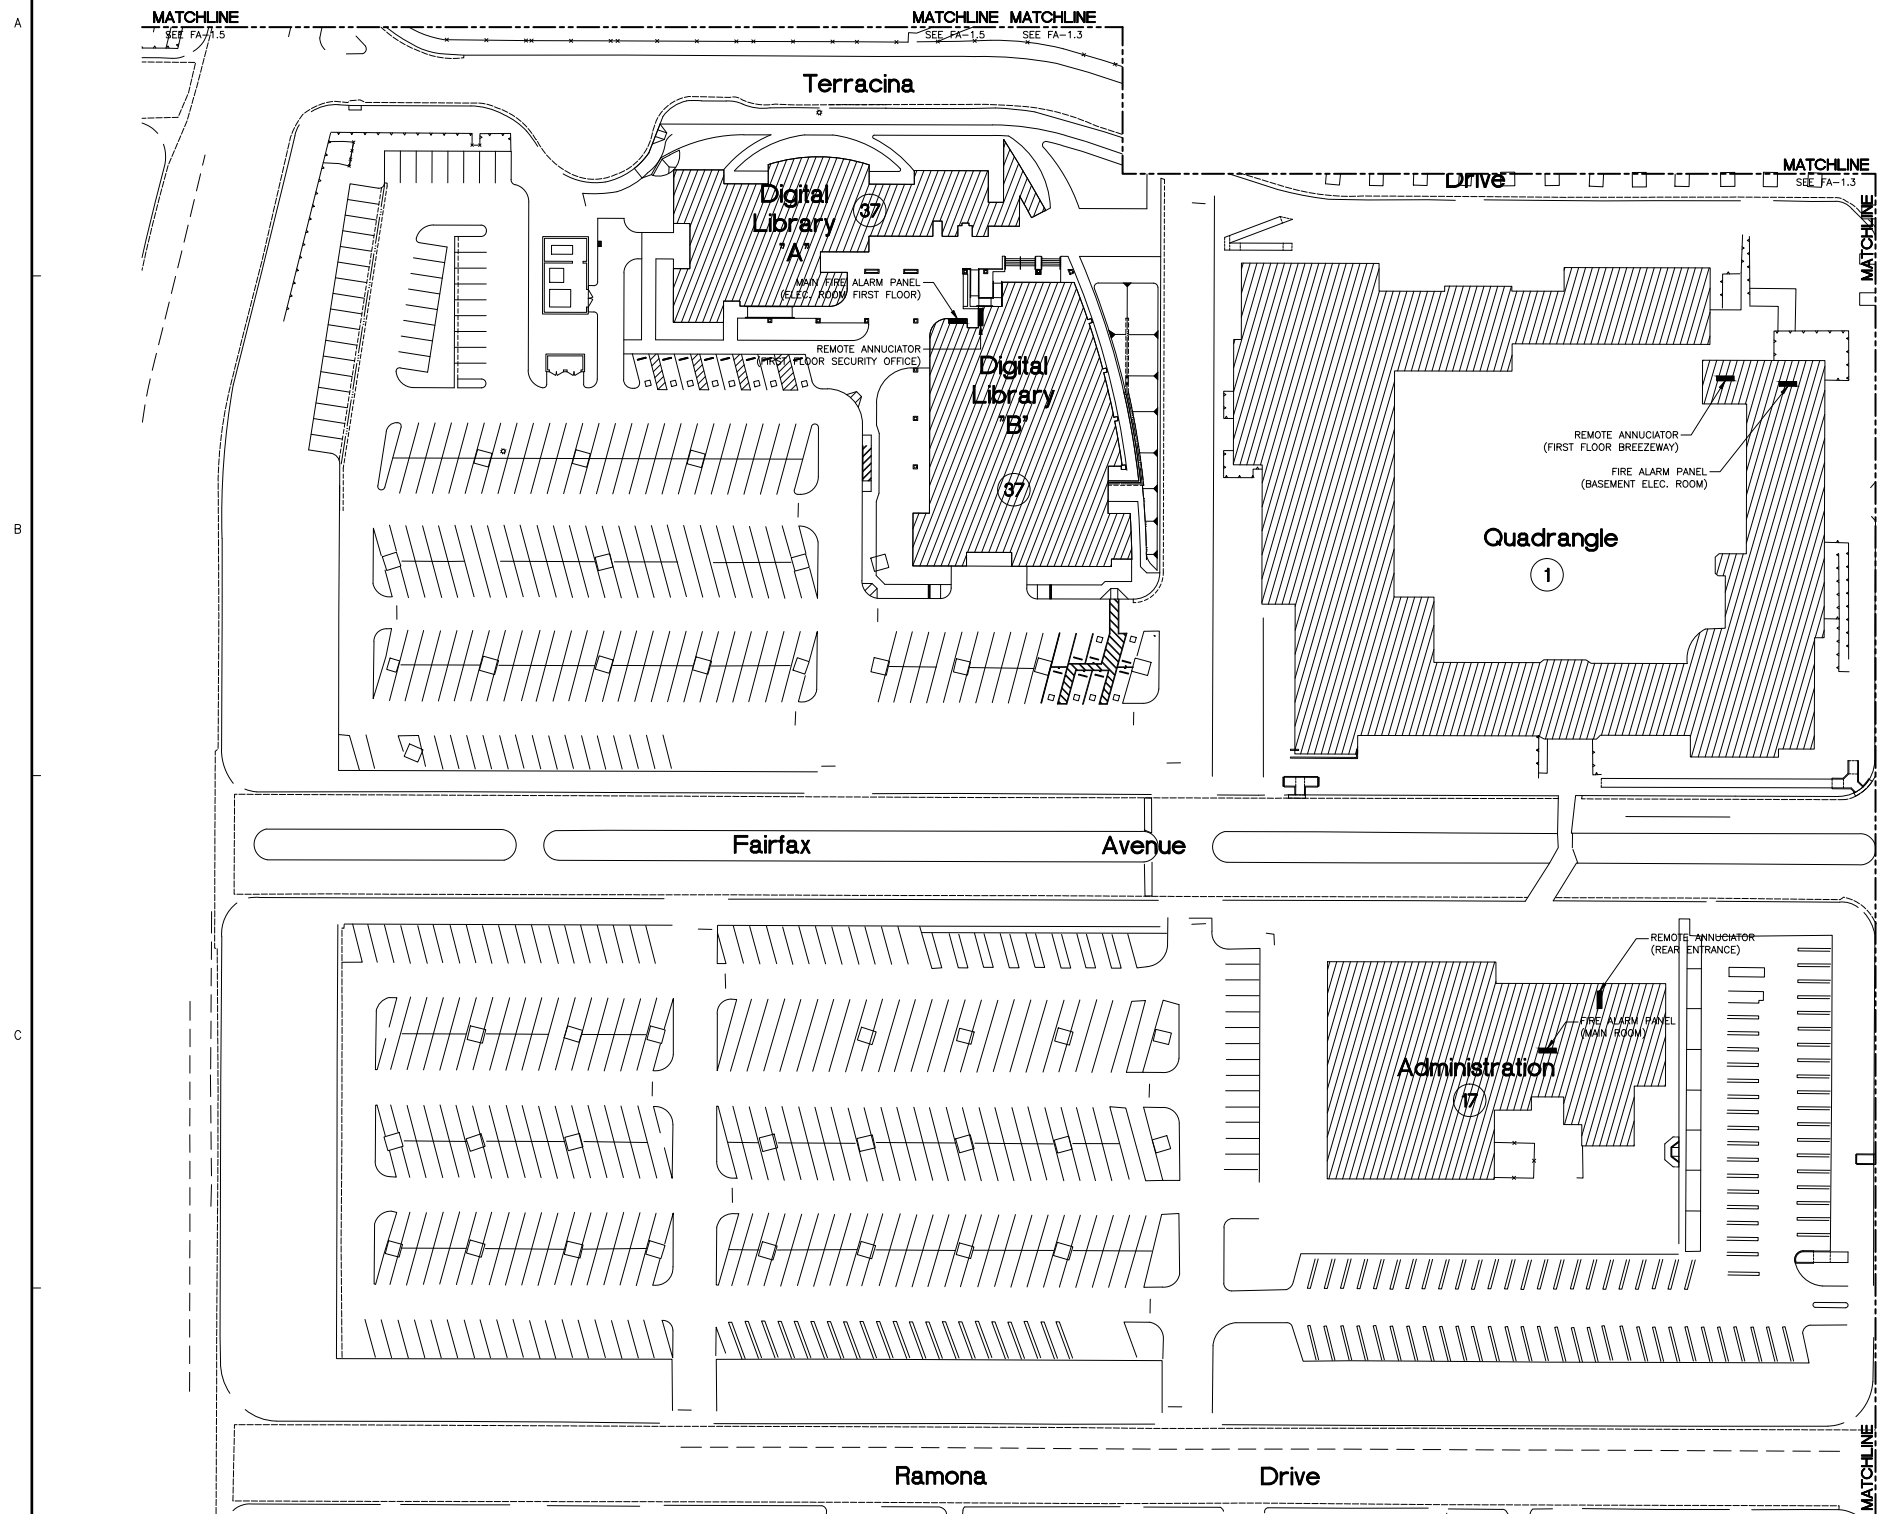 A
MATCHLINE
SEE FA-1.5
MATCHLINE
SEE FA-1.5
MATCHLINE
SEE FA-1.3
Terracina
MATCHLINE
SEE FA-1.3
Drive
MATCHLINE
Digital
Library
"A"
37
MAIN FIRE ALARM PANEL
(ELEC. ROOM FIRST FLOOR)
REMOTE ANNUCIATOR
(FIRST FLOOR SECURITY OFFICE)
Digital
Library
"B"
37
REMOTE ANNUCIATOR
(FIRST FLOOR BREEZEWAY)
FIRE ALARM PANEL
(BASEMENT ELEC. ROOM)
B
Quadrangle
1
Fairfax Avenue
REMOTE ANNUCIATOR
(REAR ENTRANCE)
C
FIRE ALARM PANEL
(MAIN ROOM)
Administration
17
MATCHLINE
Ramona Drive